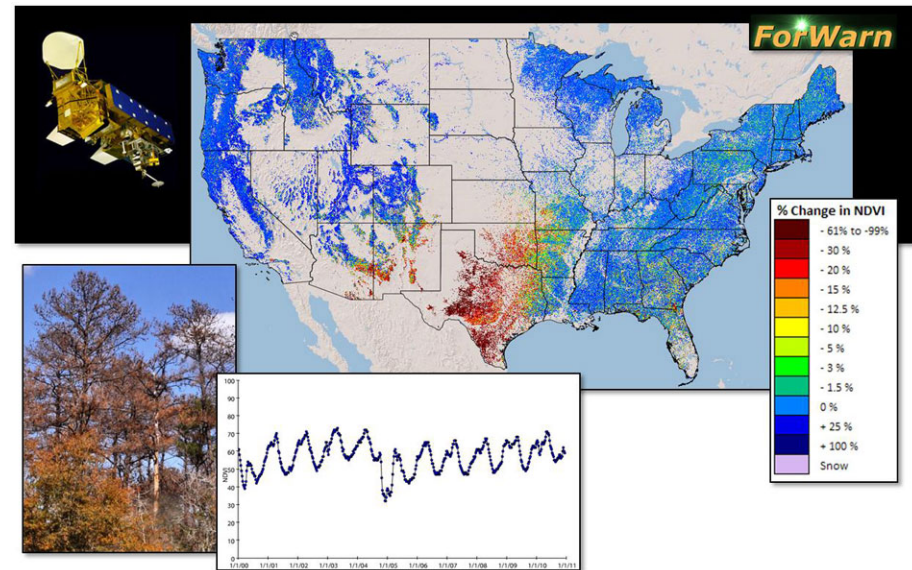 ForWarn
% Change in NDVI
- 61% to -99%
- 30 %
- 20 %
- 15 %
- 12.5 %
- 10 %
- 5 %
- 3 %
- 1.5 %
0 %
+ 25 %
+ 100 %
Snow
100
90
80
70
60
50
40
30
20
10
0
NDVI
1/1/00 1/1/01 1/1/02 1/1/03 1/1/04 1/1/05 1/1/06 1/1/07 1/1/08 1/1/09 1/1/10 1/1/11